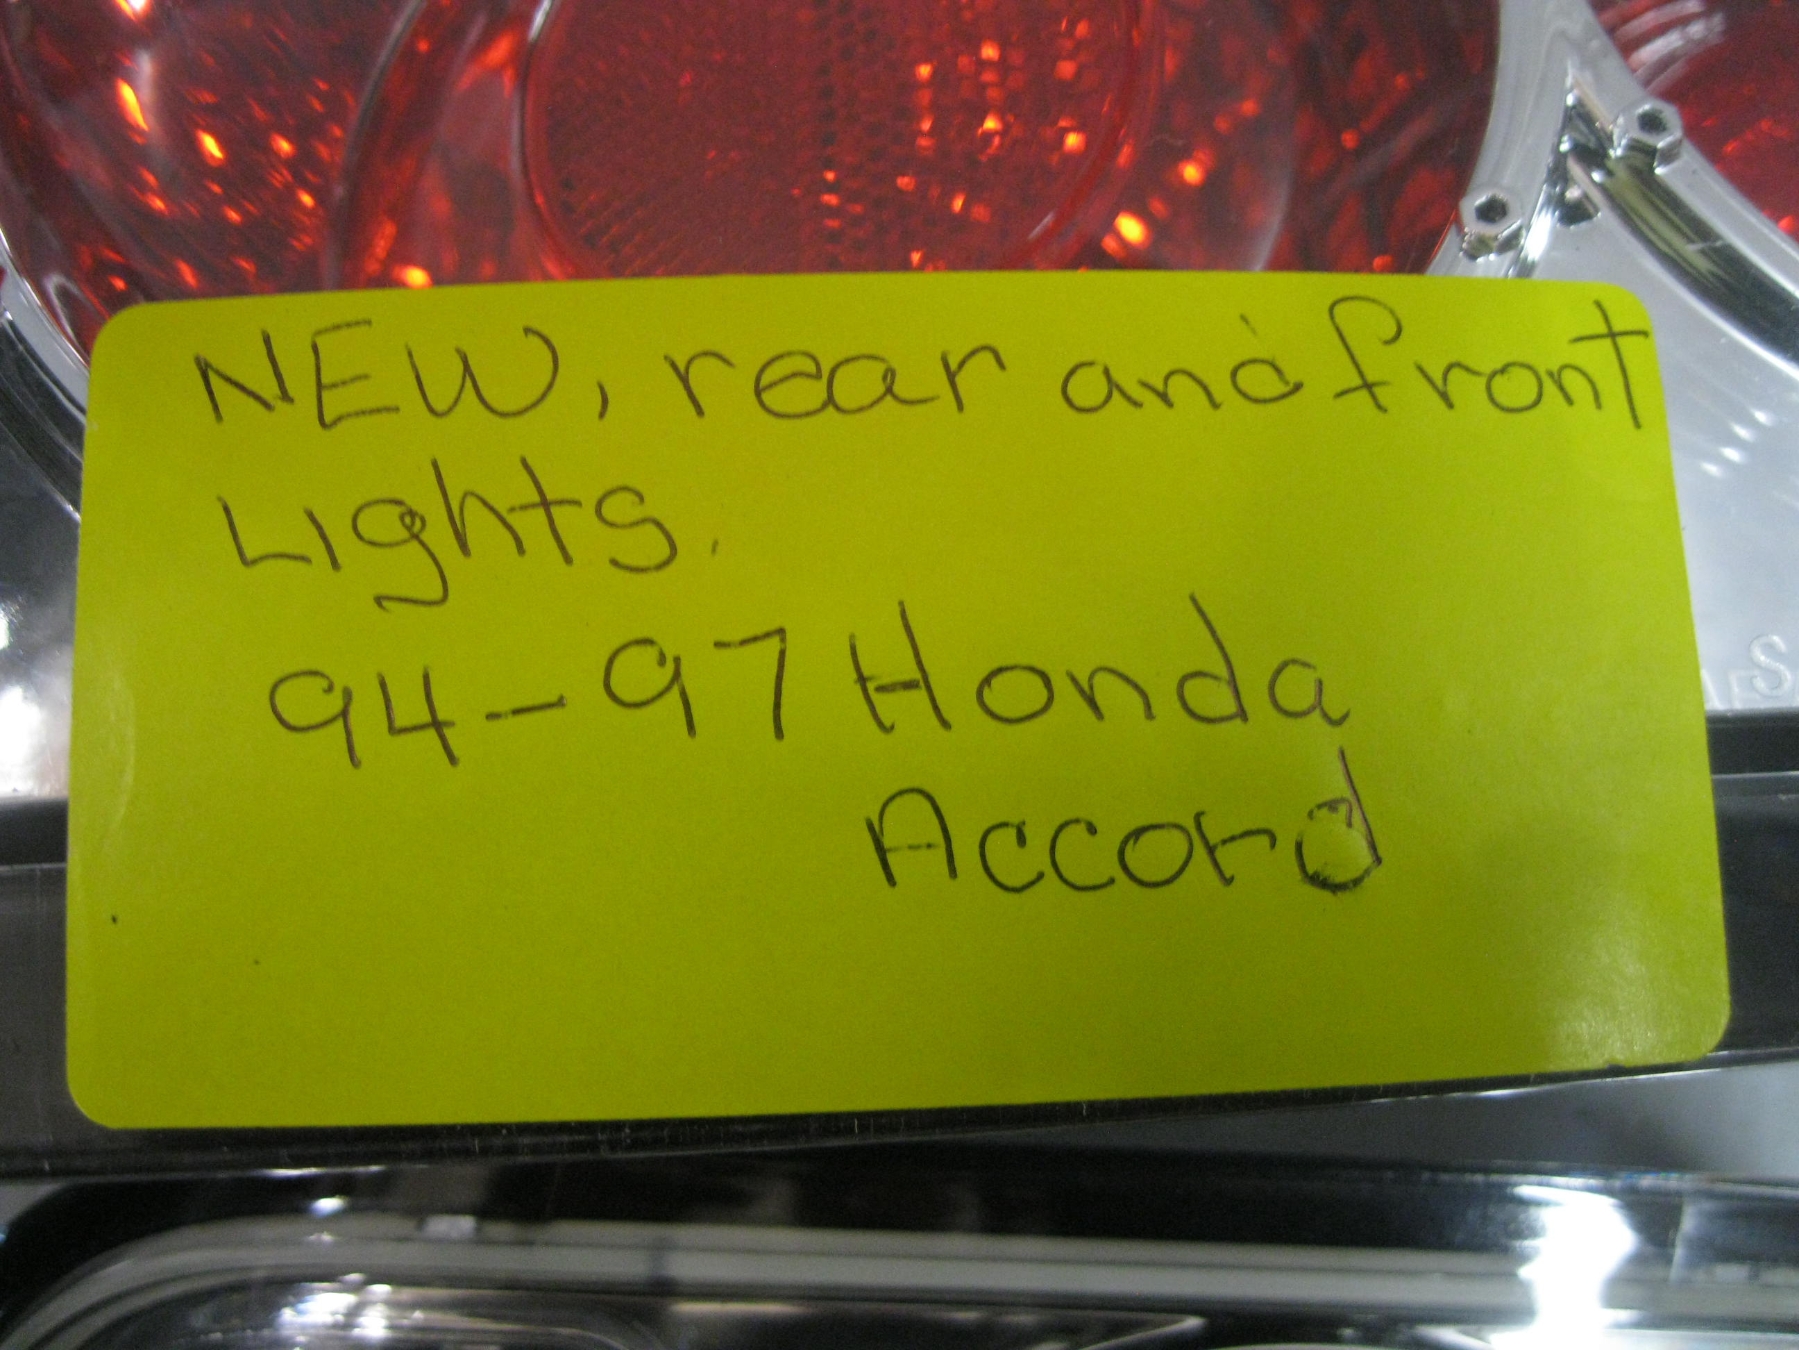 NEW, rear and front
Lights.
94-97 Honda
Accord